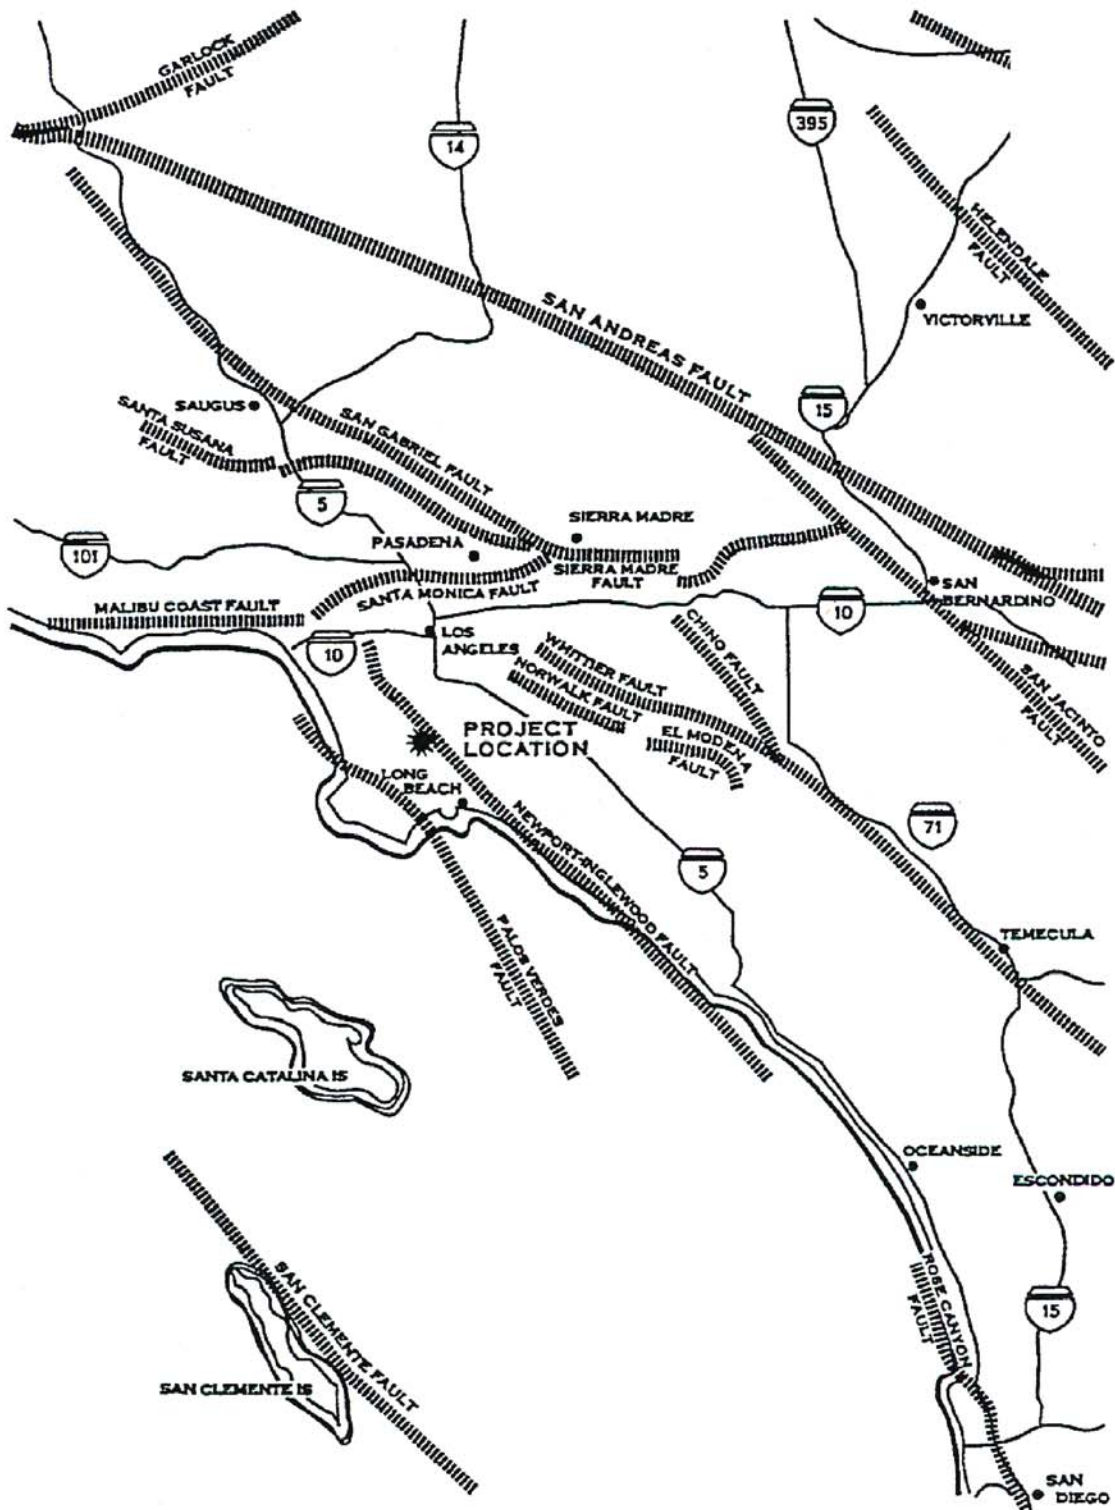 GARLOCK
FAULT
14
395
HELENDALE
FAULT
VICTORVILLE
SAN ANDREAS FAULT
15
SAUGUS
SANTA SUSANA
FAULT
SAN GABRIEL FAULT
5
SIERRA MADRE
101
PASADENA
SIERRA MADRE
FAULT
SANTA MONICA FAULT
SAN
BERNARDINO
MALIBU COAST FAULT
10
10
LOS
ANGELES
CHINO FAULT
WHITTIER FAULT
NORWALK FAULT
SAN JACINTO
FAULT
PROJECT
LOCATION
EL MODENA
FAULT
LONG
BEACH
NEWPORT-INGLEWOOD FAULT
71
5
PALOS VERDES
FAULT
TEMECULA
SANTA CATALINA IS
OCEANSIDE
ESCONDIDO
SAN CLEMENTE FAULT
ROSE CANYON
FAULT
15
SAN CLEMENTE IS
SAN
DIEGO